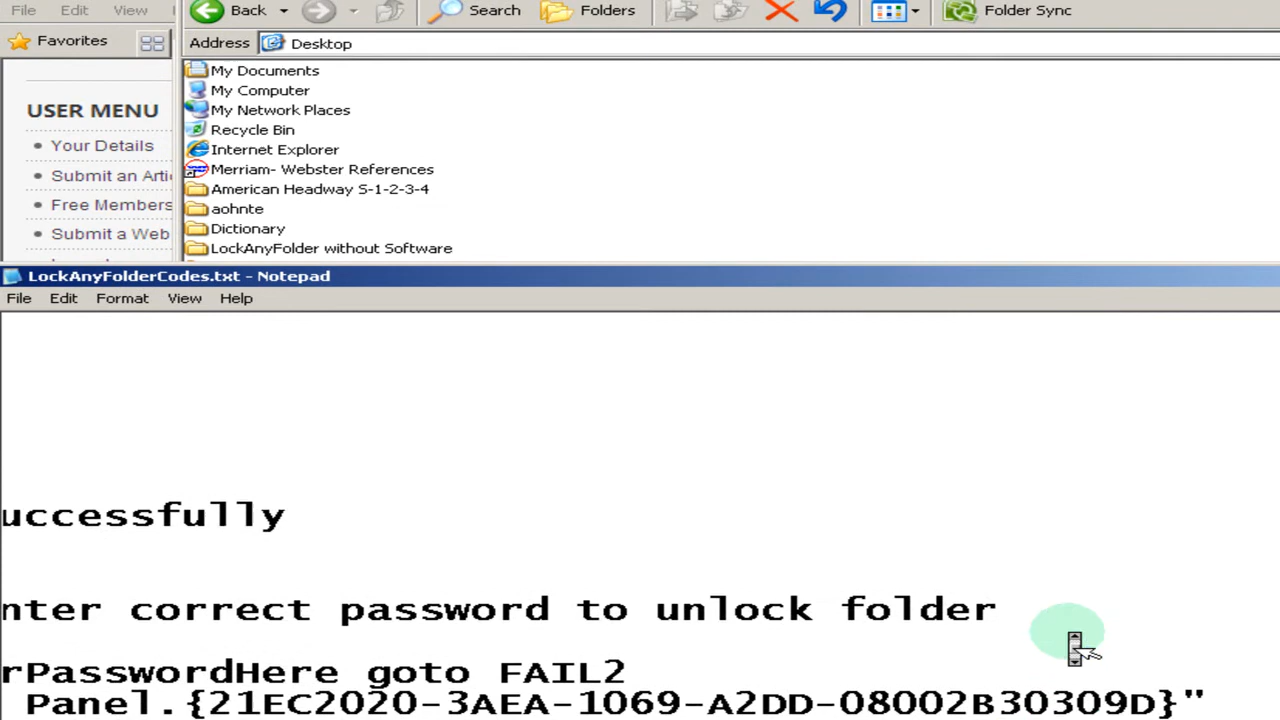 File Edit View
Back Search Folders Folder Sync
Favorites
Address Desktop
My Documents
My Computer
My Network Places
Recycle Bin
Internet Explorer
Merriam- Webster References
American Headway S-1-2-3-4
aohnte
Dictionary
LockAnyFolder without Software
USER MENU
Your Details
Submit an Arti
Free Members
Submit a Web
LockAnyFolderCodes.txt - Notepad
File Edit Format View Help
uccessfully
nter correct password to unlock folder
rPasswordHere goto FAIL2
Panel.{21EC2020-3AEA-1069-A2DD-08002B30309D}"